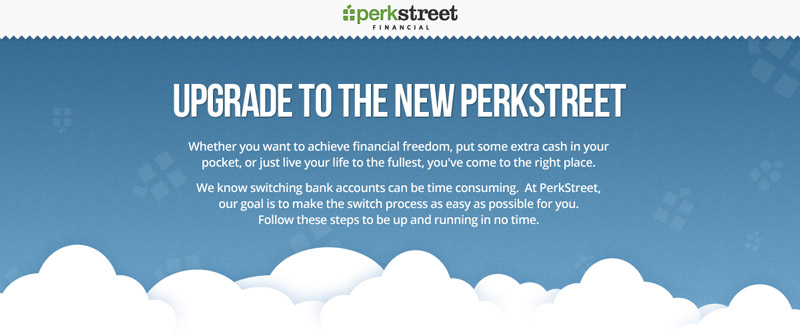 perkstreet
FINANCIAL
UPGRADE TO THE NEW PERKSTREET
Whether you want to achieve financial freedom, put some extra cash in your
pocket, or just live your life to the fullest, you've come to the right place.
We know switching bank accounts can be time consuming.  At PerkStreet,
our goal is to make the switch process as easy as possible for you.
Follow these steps to be up and running in no time.